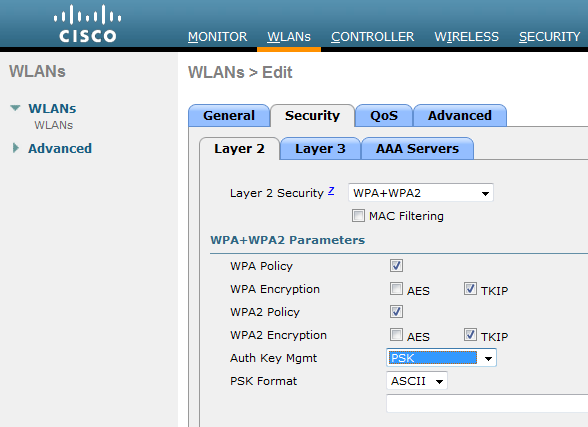 CISCO
MONITOR WLANs CONTROLLER WIRELESS SECURITY
WLANs
WLANs > Edit
WLANs
WLANs
Advanced
General Security QoS Advanced
Layer 2 Layer 3 AAA Servers
Layer 2 Security 7 WPA+WPA2
MAC Filtering
WPA+WPA2 Parameters
WPA Policy
WPA Encryption AES TKIP
WPA2 Policy
WPA2 Encryption AES TKIP
Auth Key Mgmt PSK
PSK Format ASCII